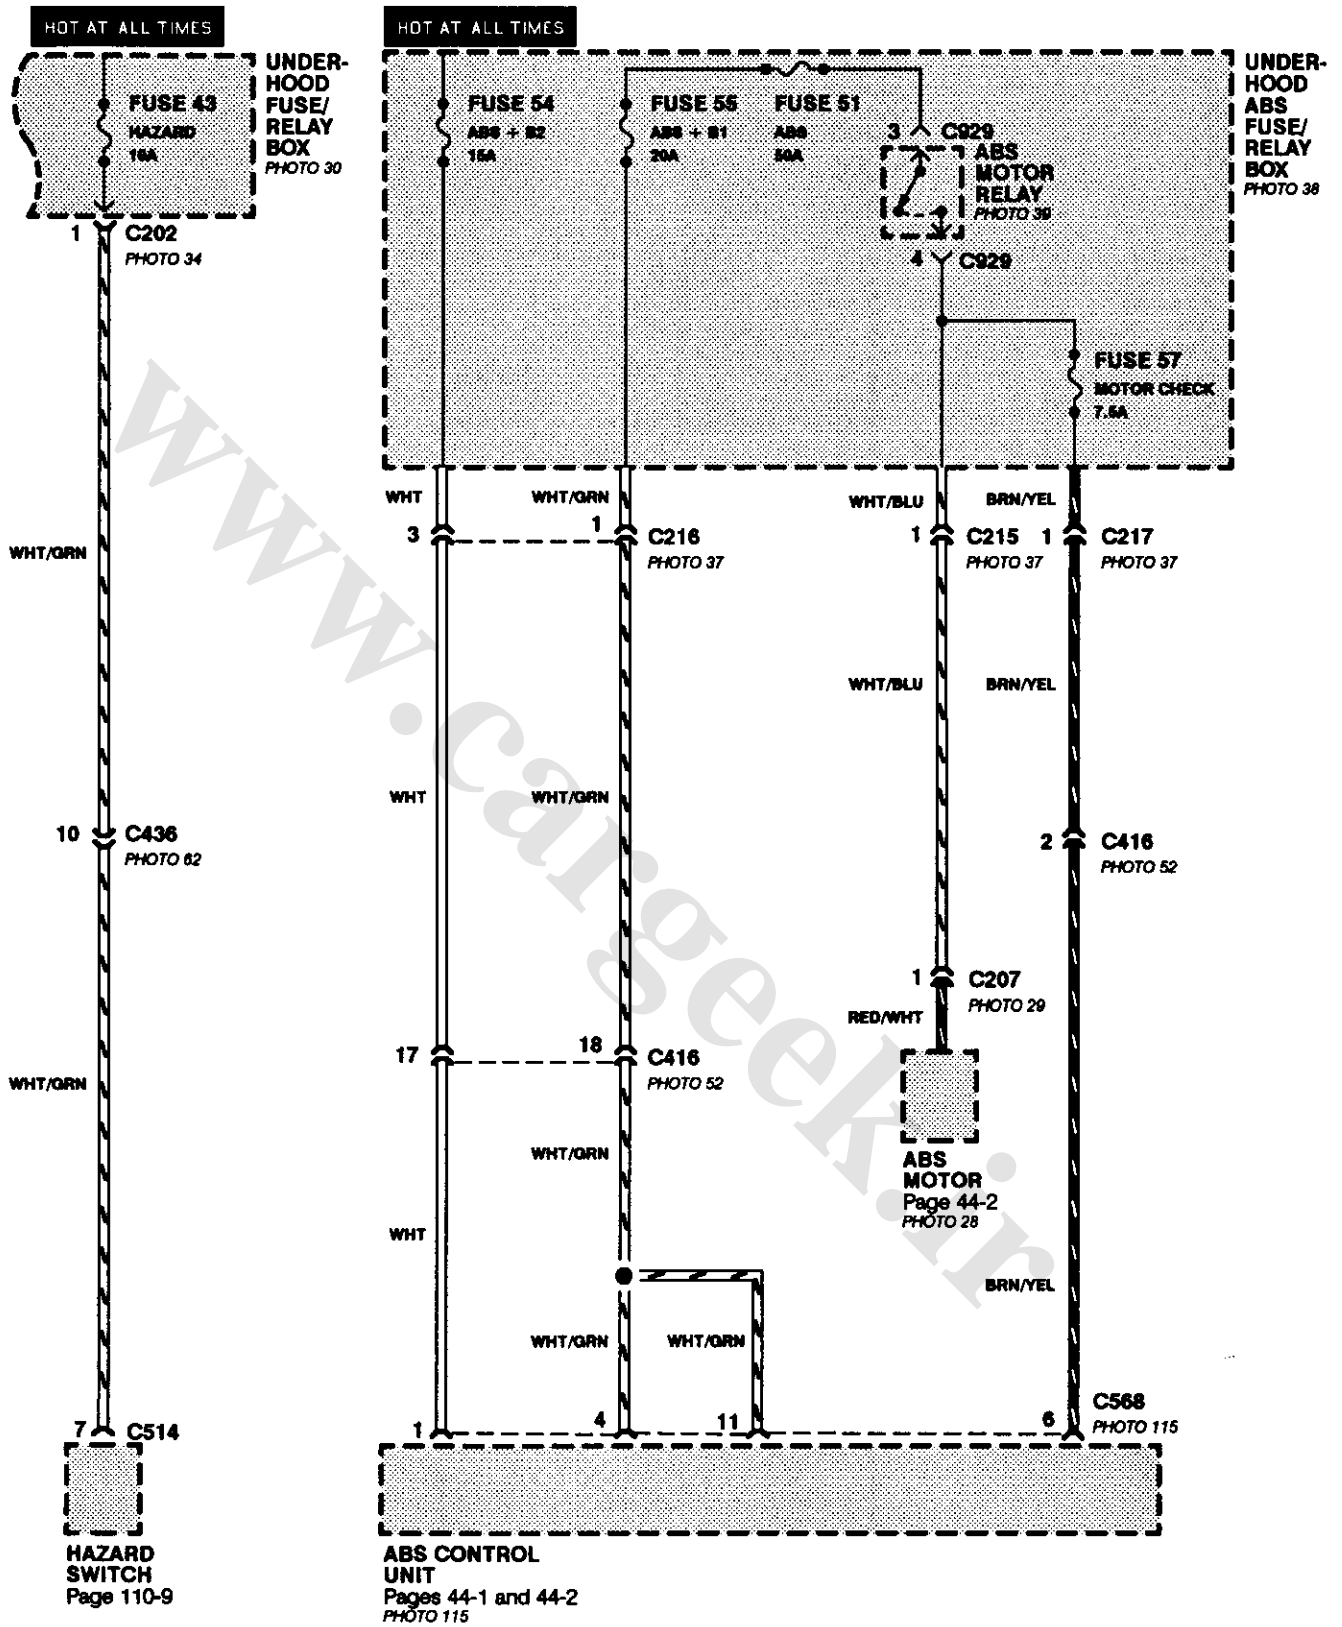 HOT AT ALL TIMES
UNDER-
HOOD
FUSE/
RELAY
BOX
PHOTO 30
FUSE 43
HAZARD
10A
1
C202
PHOTO 34
WHT/GRN
10
C436
PHOTO 62
WHT/GRN
7
C514
HAZARD
SWITCH
Page 110-9
HOT AT ALL TIMES
UNDER-
HOOD
ABS
FUSE/
RELAY
BOX
PHOTO 38
FUSE 54
ABS + B2
15A
FUSE 55
ABS + B1
20A
FUSE 51
ABS
50A
3
C929
ABS
MOTOR
RELAY
PHOTO 39
4
C929
FUSE 57
MOTOR CHECK
7.5A
WHT
WHT/GRN
WHT/BLU
BRN/YEL
3
1
C216
PHOTO 37
1
C215
PHOTO 37
1
C217
PHOTO 37
WHT/BLU
BRN/YEL
WHT
WHT/GRN
2
C416
PHOTO 52
1
C207
PHOTO 29
RED/WHT
17
18
C416
PHOTO 52
ABS
MOTOR
Page 44-2
PHOTO 28
WHT/GRN
WHT
BRN/YEL
WHT/GRN
WHT/GRN
1
4
11
6
C568
PHOTO 115
ABS CONTROL
UNIT
Pages 44-1 and 44-2
PHOTO 115
www.cargeek.ir